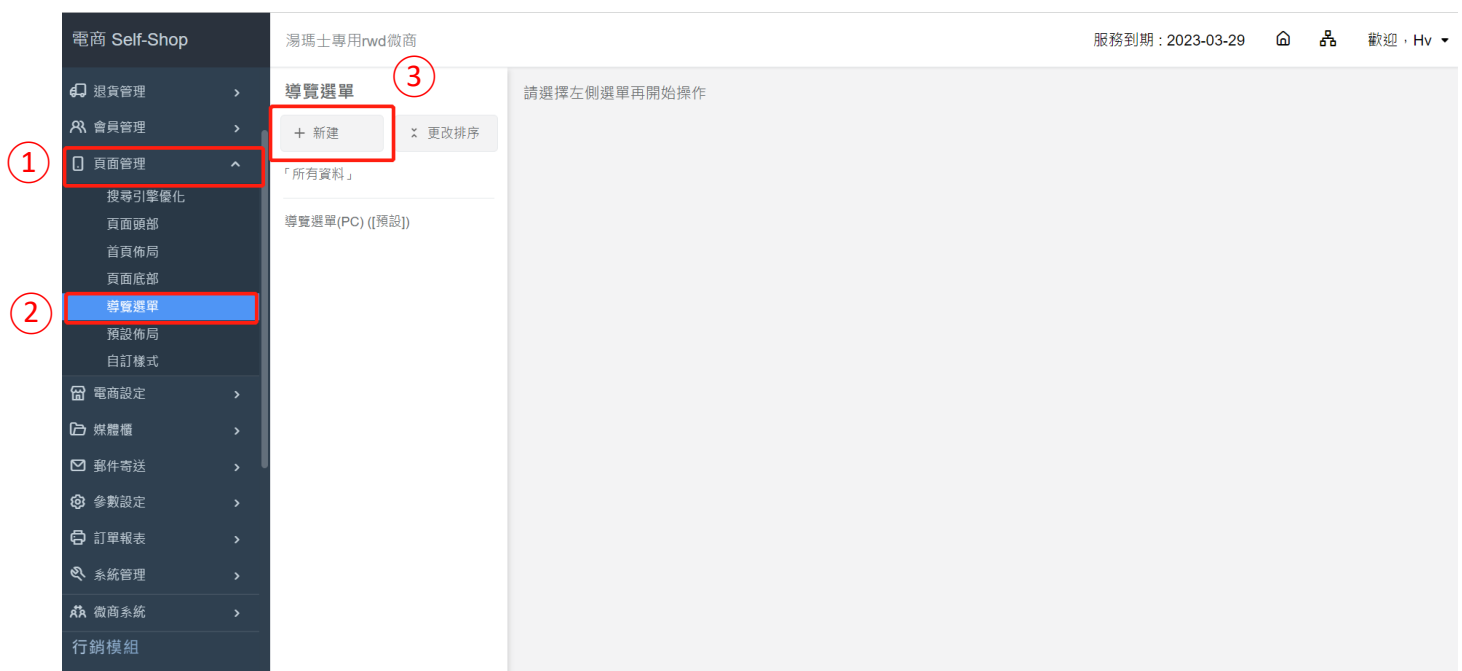 電商 Self-Shop
湯瑪士專用rwd微商
服務到期 : 2023-03-29
歡迎，Hv
退貨管理
會員管理
① 頁面管理
搜尋引擎優化
頁面頭部
首頁佈局
頁面底部
② 導覽選單
預設佈局
自訂樣式
電商設定
媒體櫃
郵件寄送
參數設定
訂單報表
系統管理
微商系統
行銷模組
導覽選單
③
+ 新建
更改排序
「所有資料」
導覽選單(PC) ([預設])
請選擇左側選單再開始操作